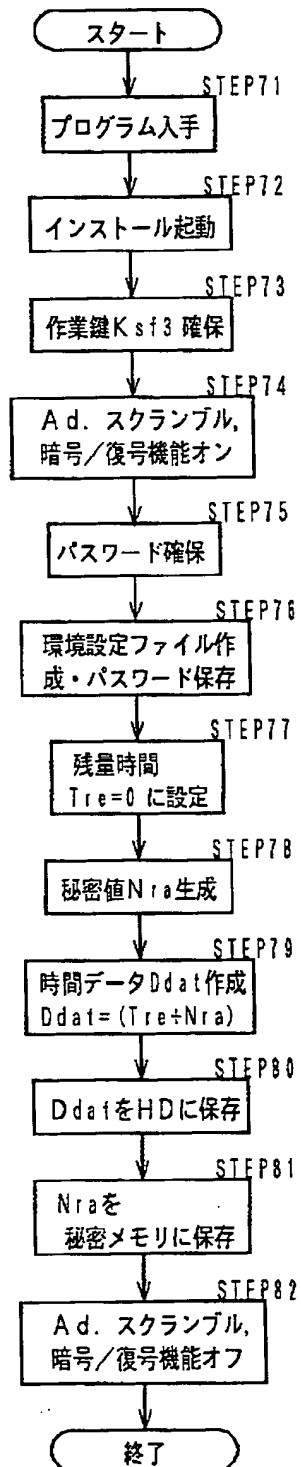 スタート
STEP71
プログラム入手
STEP72
インストール起動
STEP73
作業鍵Ksf3 確保
STEP74
Ad. スクランブル,
暗号／復号機能オン
STEP75
パスワード確保
STEP76
環境設定ファイル作
成・パスワード保存
STEP77
残量時間
Tre=0 に設定
STEP78
秘密値Nra生成
STEP79
時間データDdat作成
Ddat=(Tre÷Nra)
STEP80
DdatをHDに保存
STEP81
Nraを
秘密メモリに保存
STEP82
Ad. スクランブル,
暗号／復号機能オフ
終了